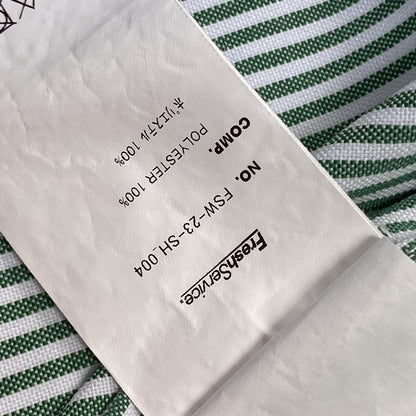 FreshService.
NO. FSW-23-SH_004
COMP.
POLYESTER 100%
ポリエステル 100%